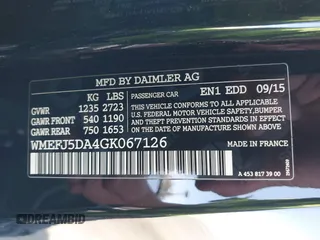 MFD BY DAIMLER AG
KG LBS PASSENGER CAR EN1 EDD 09/15
GVWR 1235 2723
GAWR FRONT 540 1190
GAWR REAR 750 1653
THIS VEHICLE CONFORMS TO ALL APPLICABLE
U.S. FEDERAL MOTOR VEHICLE SAFETY, BUMPER,
AND THEFT PREVENTION STANDARDS IN EFFECT
ON THE DATE OF MANUFACTURE SHOWN ABOVE.
WMEFJ5DA4GK067126 MADE IN FRANCE
A 453 817 39 00
DREAMBID